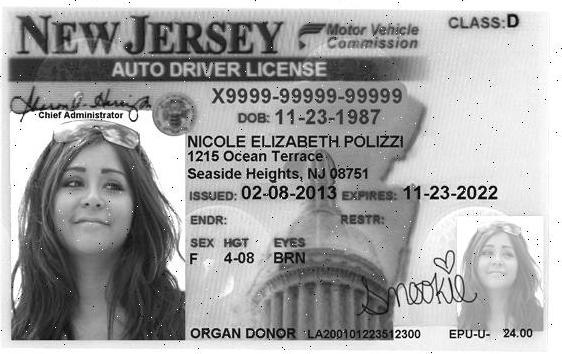 NEW JERSEY
Motor Vehicle
Commission
CLASS:D
AUTO DRIVER LICENSE
Chief Administrator
X9999-99999-99999
DOB: 11-23-1987
NICOLE ELIZABETH POLIZZI
1215 Ocean Terrace
Seaside Heights, NJ 08751
ISSUED: 02-08-2013 EXPIRES: 11-23-2022
ENDR: RESTR:
SEX HGT EYES
F 4-08 BRN
Snookie
ORGAN DONOR LA200101223512300 EPU-U- 24.00